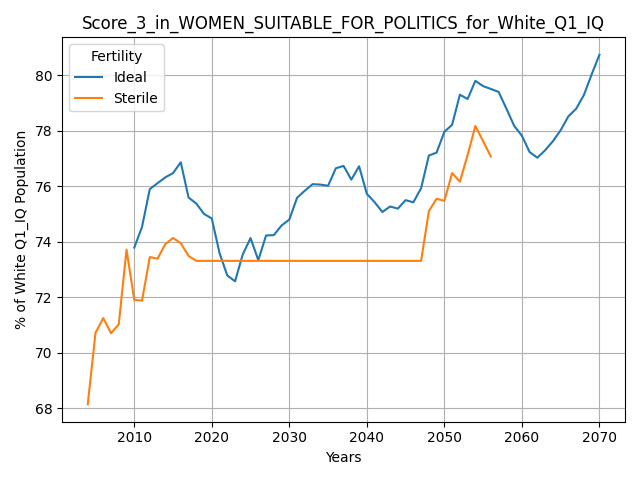 Score_3_in_WOMEN_SUITABLE_FOR_POLITICS_for_White_Q1_IQ
Fertility
Ideal
Sterile
% of White Q1_IQ Population
80
78
76
74
72
70
68
2010 2020 2030 2040 2050 2060 2070
Years